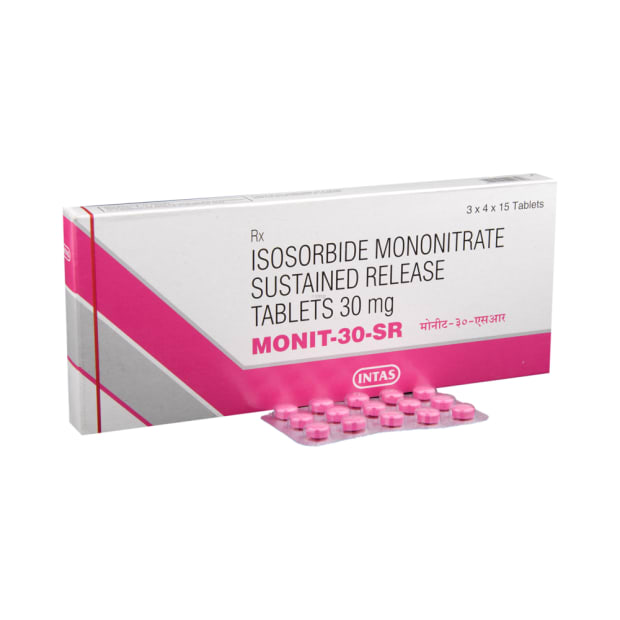 3 x 4 x 15 Tablets
Rx
ISOSORBIDE MONONITRATE
SUSTAINED RELEASE
TABLETS 30 mg
MONIT-30-SR मोनीट-३०-एसआर
INTAS